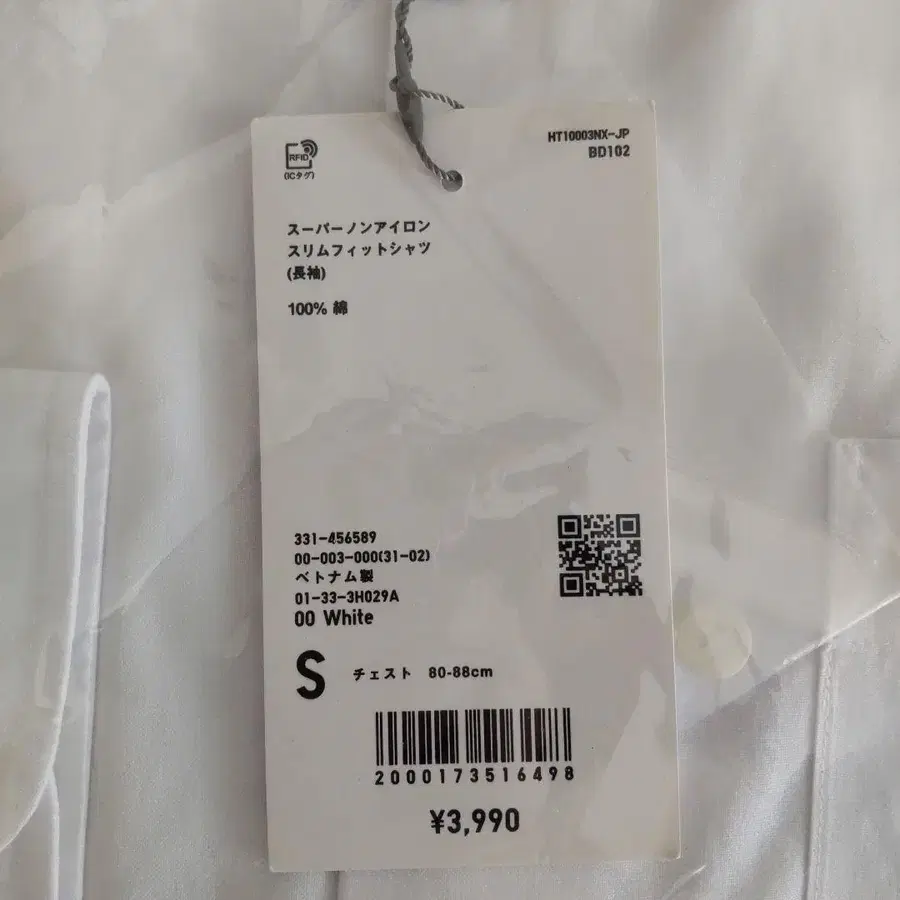 RFID
(ICタグ)
HT10003NX-JP
BD102
スーパーノンアイロン
スリムフィットシャツ
(長袖)
100% 綿
331-456589
00-003-000(31-02)
ベトナム製
01-33-3H029A
00 White
S チェスト 80-88cm
2000173516498
¥3,990